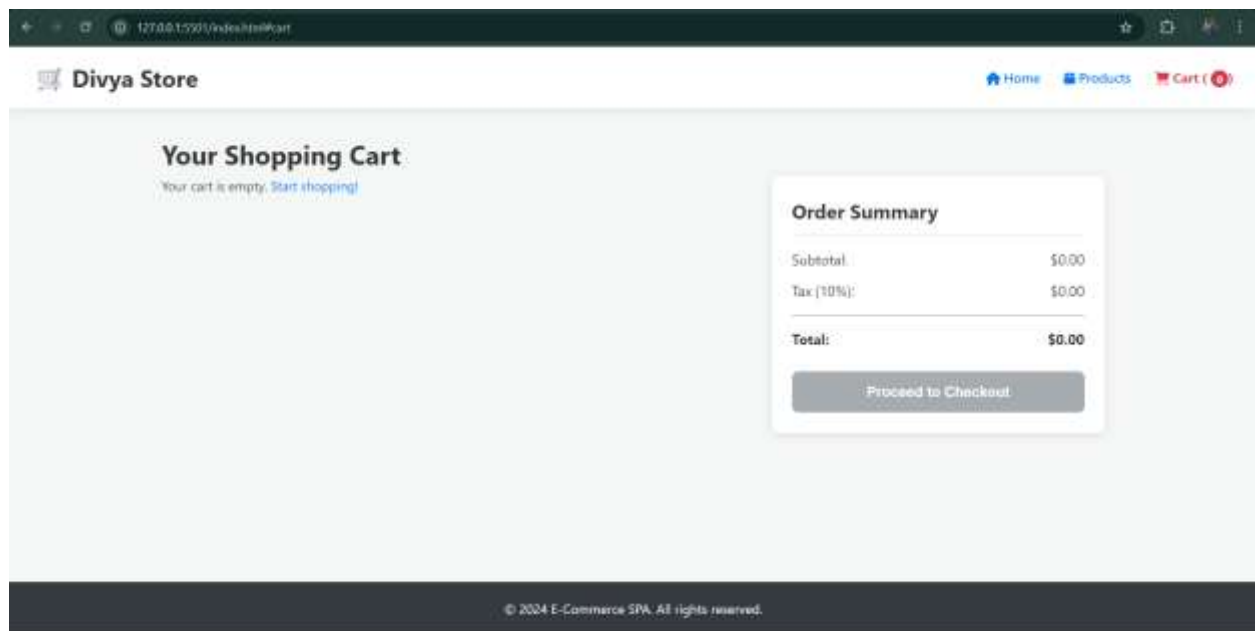 127.0.0.1:5501/index.html#cart
Divya Store
Home Products Cart ( 0 )
Your Shopping Cart
Your cart is empty. Start shopping!
Order Summary
Subtotal: $0.00
Tax (10%): $0.00
Total: $0.00
Proceed to Checkout
© 2024 E-Commerce SPA. All rights reserved.